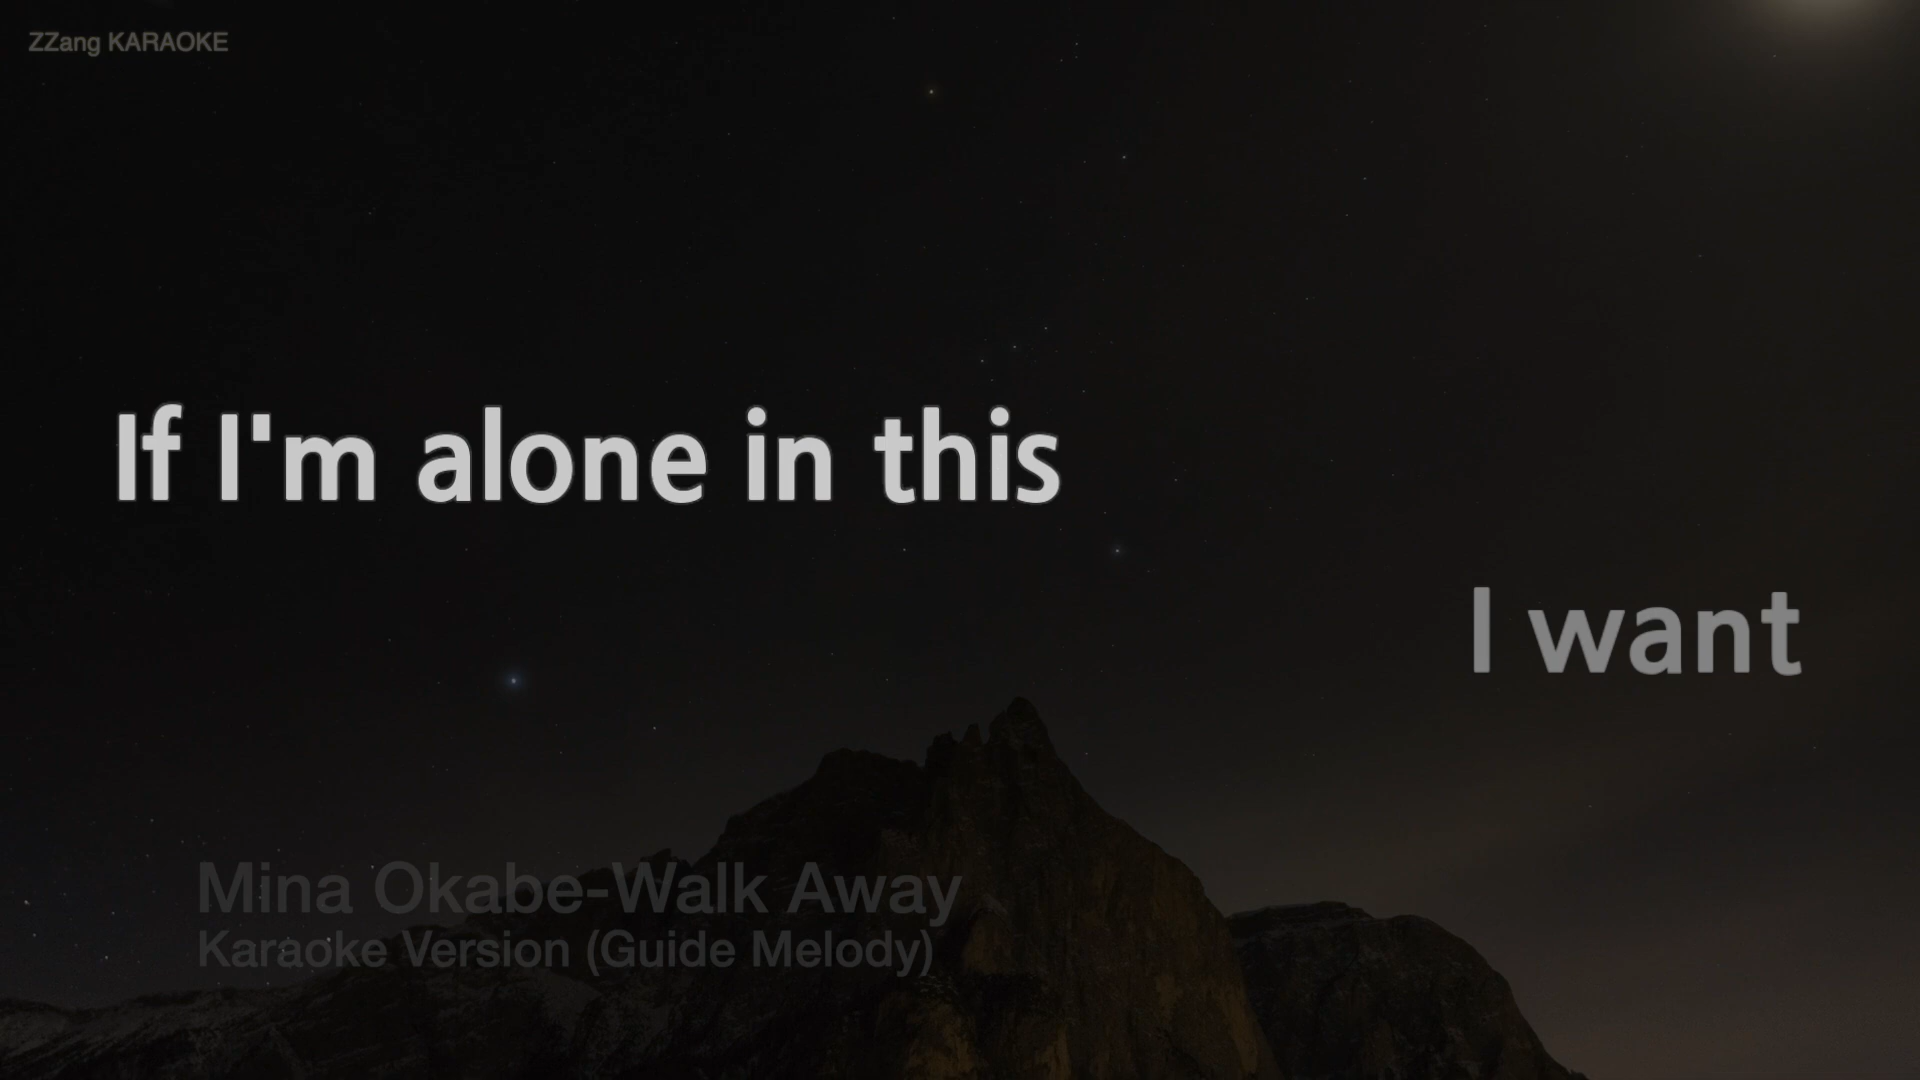 ZZang KARAOKE
If I'm alone in this
I want
Mina Okabe-Walk Away
Karaoke Version (Guide Melody)